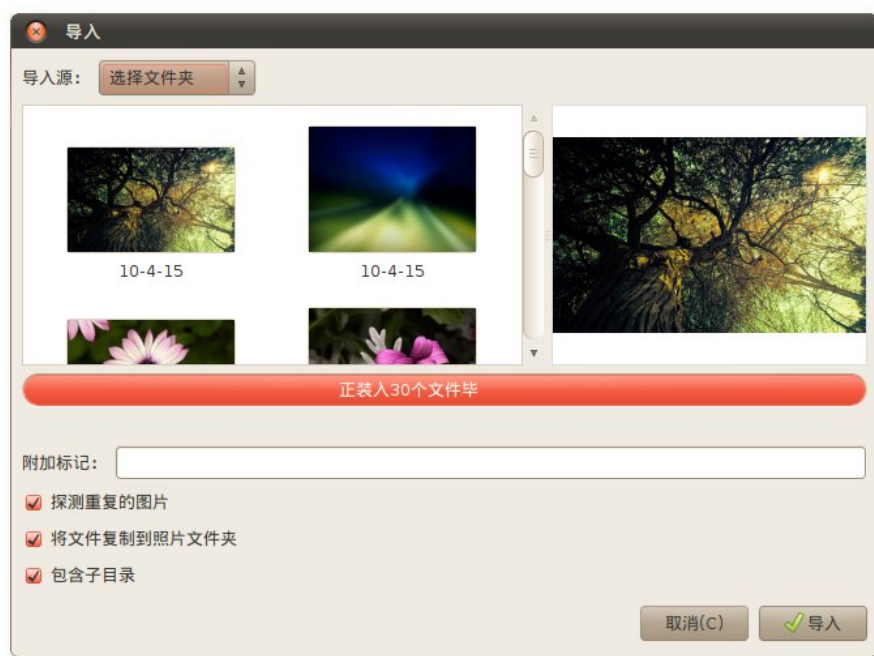 导入
导入源: 选择文件夹
10-4-15 10-4-15
正装入30个文件毕
附加标记:
探测重复的图片
将文件复制到照片文件夹
包含子目录
取消(C) 导入